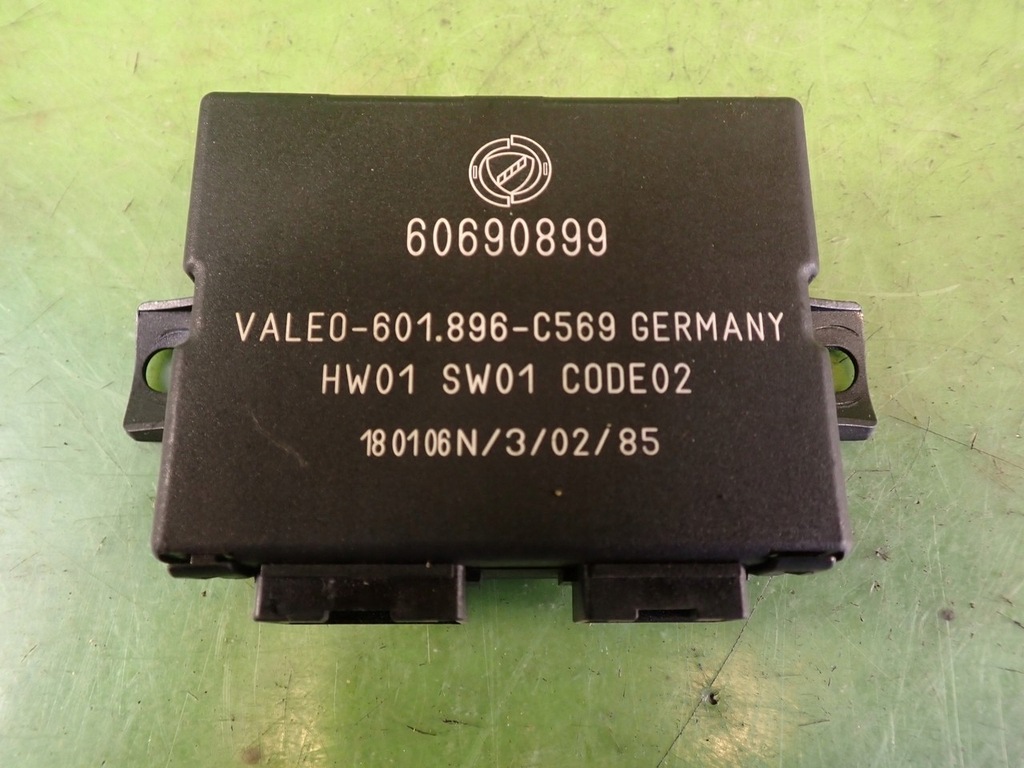 60690899
VALEO-601.896-C569 GERMANY
HW01 SW01 CODE02
180106N/3/02/85